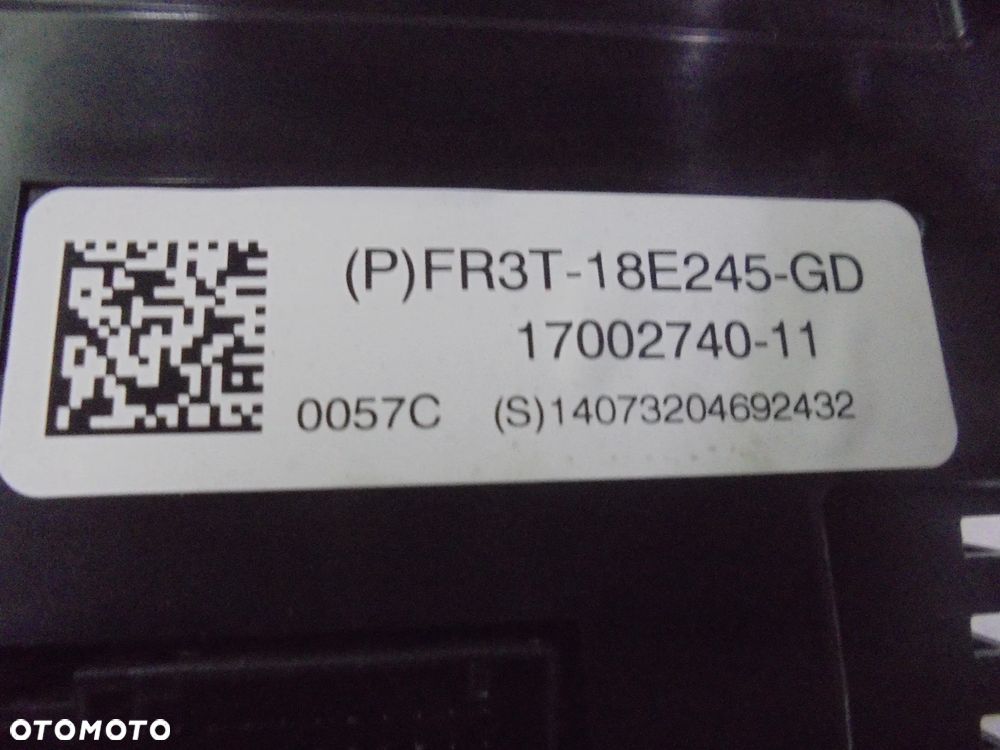 (P)FR3T-18E245-GD
17002740-11
0057C (S)14073204692432
OTOMOTO